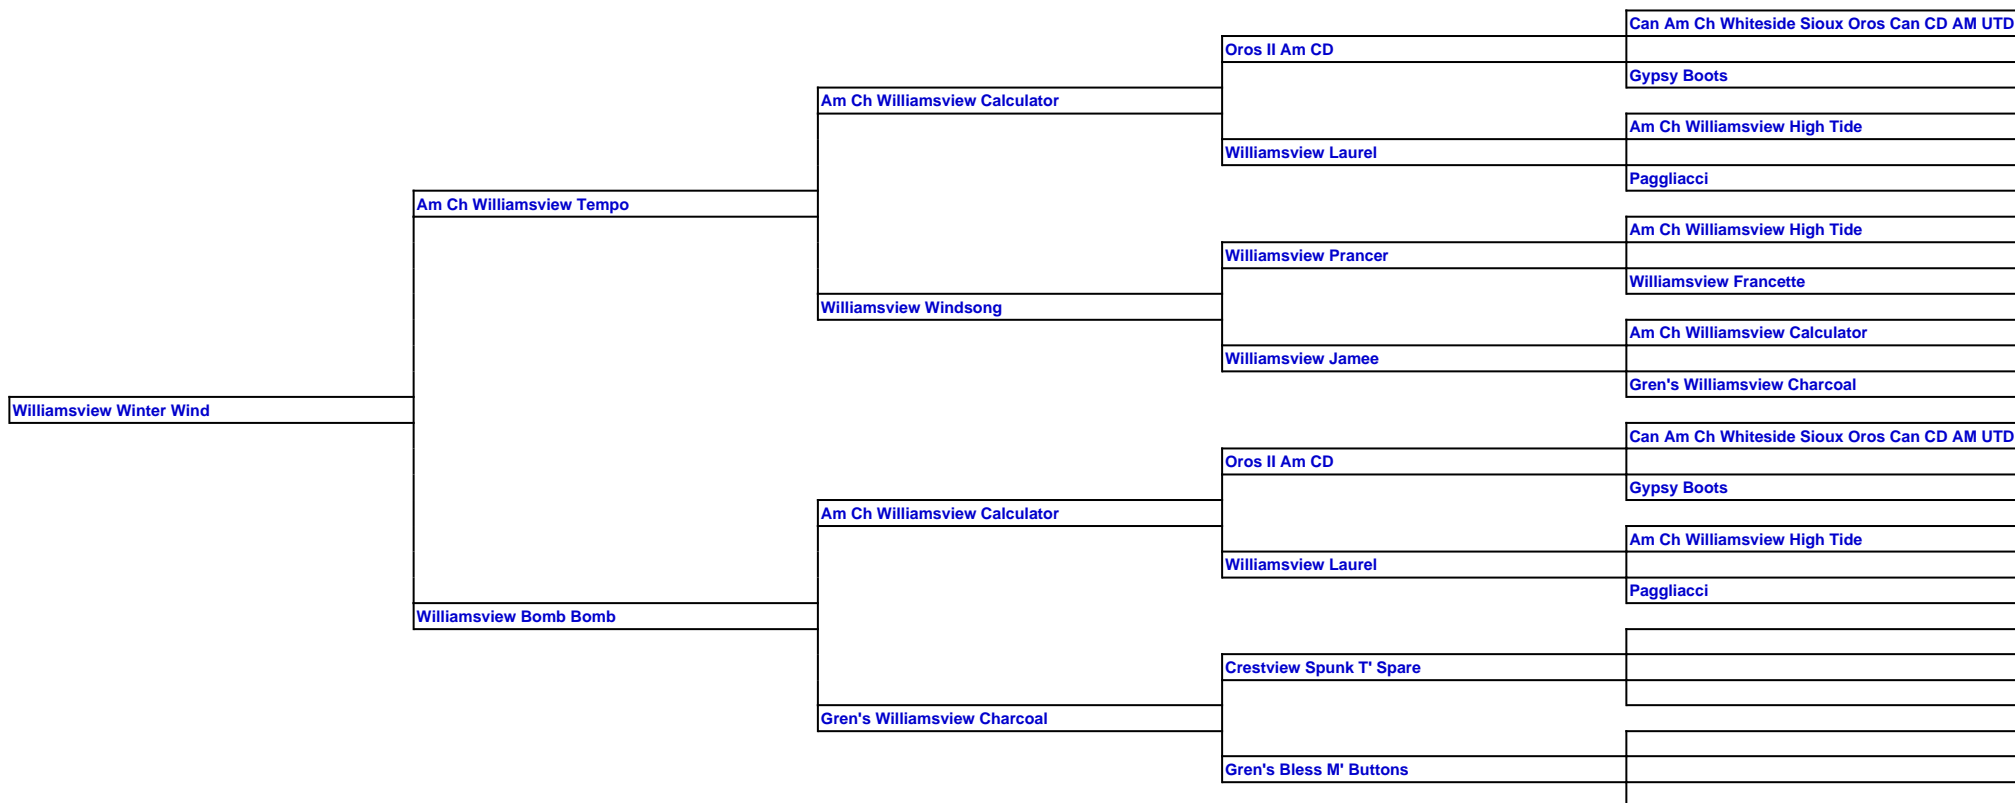 Can Am Ch Whiteside Sioux Oros Can CD AM UTD
Oros II Am CD
Gypsy Boots
Am Ch Williamsview Calculator
Am Ch Williamsview High Tide
Williamsview Laurel
Paggliacci
Am Ch Williamsview Tempo
Am Ch Williamsview High Tide
Williamsview Prancer
Williamsview Francette
Williamsview Windsong
Am Ch Williamsview Calculator
Williamsview Jamee
Gren's Williamsview Charcoal
Williamsview Winter Wind
Can Am Ch Whiteside Sioux Oros Can CD AM UTD
Oros II Am CD
Gypsy Boots
Am Ch Williamsview Calculator
Am Ch Williamsview High Tide
Williamsview Laurel
Paggliacci
Williamsview Bomb Bomb
Crestview Spunk T' Spare
Gren's Williamsview Charcoal
Gren's Bless M' Buttons